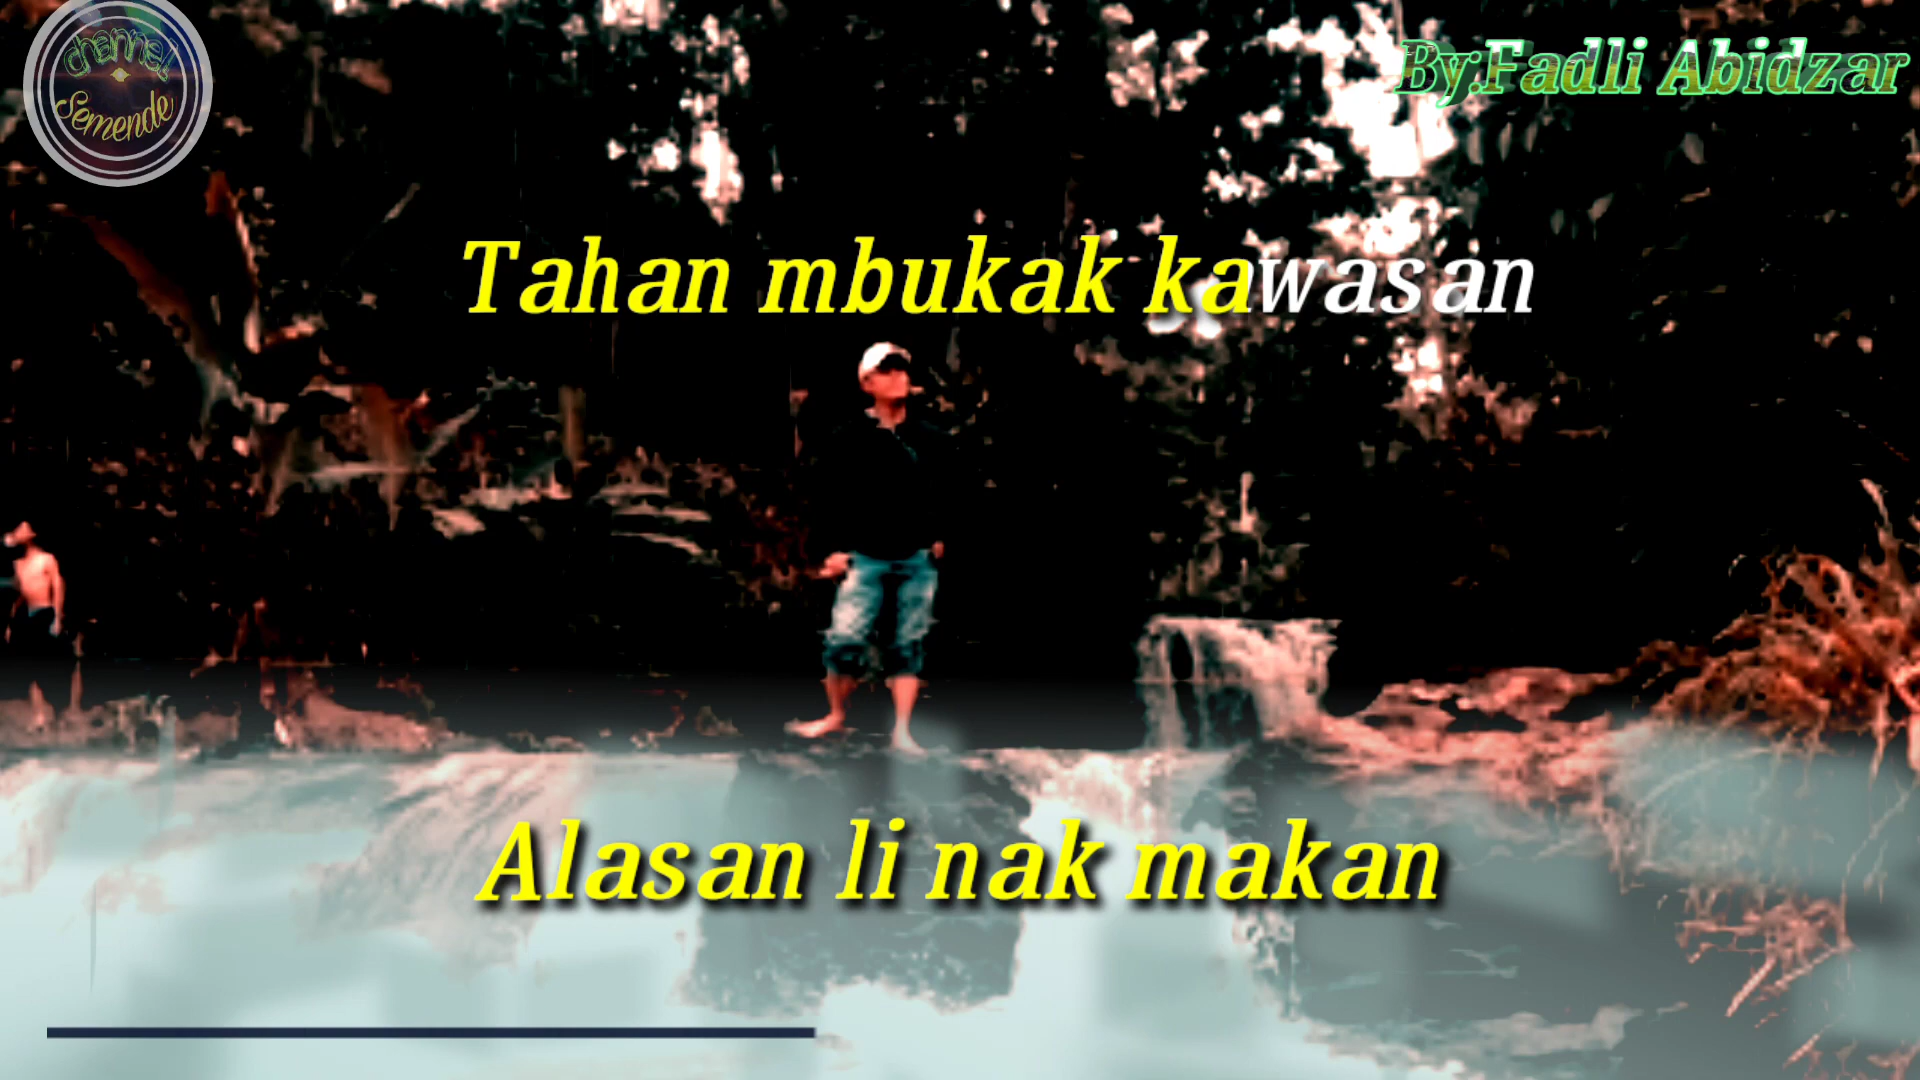 channel
Semende
By:Fadli Abidzar
Tahan mbukak kawasan
Alasan li nak makan